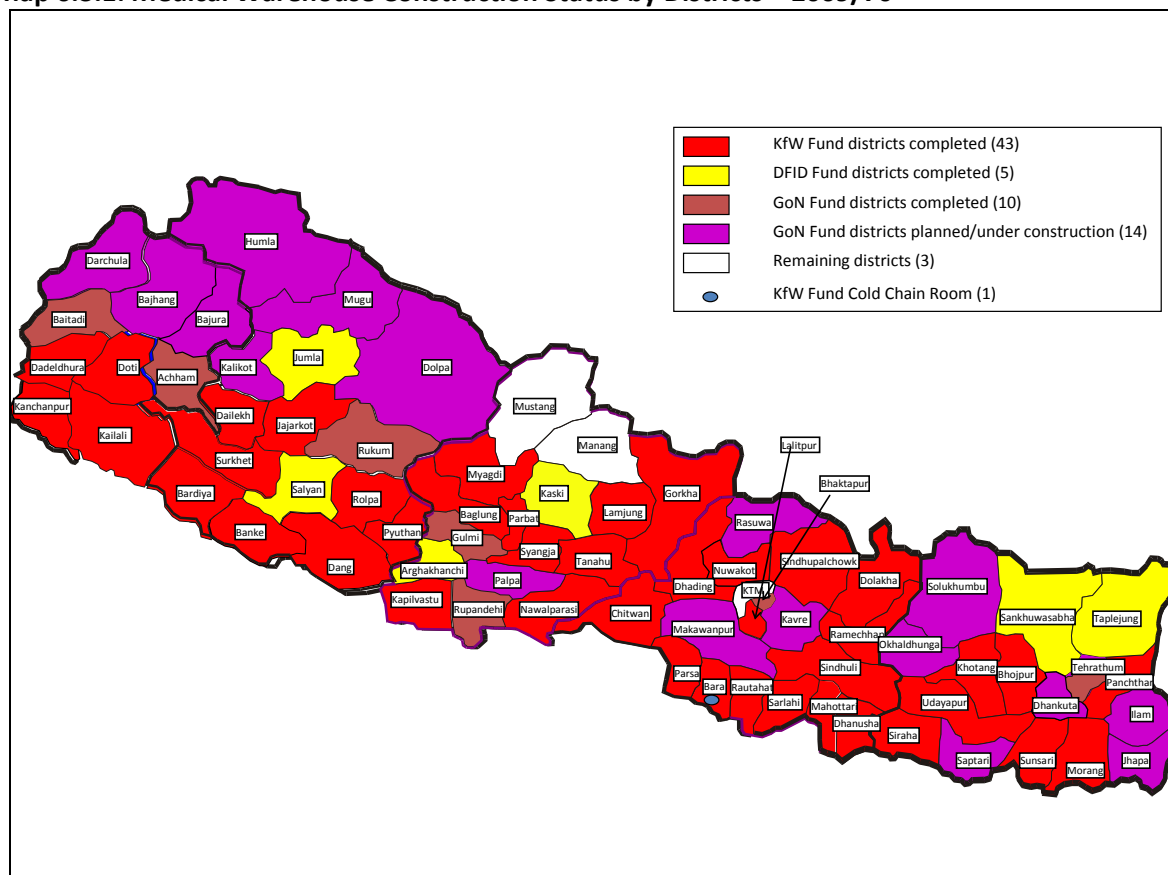 KfW Fund districts completed (43)
DFID Fund districts completed (5)
GoN Fund districts completed (10)
GoN Fund districts planned/under construction (14)
Remaining districts (3)
KfW Fund Cold Chain Room (1)
Humla
Darchula
Bajhang
Mugu
Baitadi
Bajura
Jumla
Dadeldhura
Doti
Kalikot
Dolpa
Achham
Kanchanpur
Mustang
Dailekh
Kailali
Jajarkot
Manang
Lalitpur
Rukum
Surkhet
Myagdi
Bhaktapur
Bardiya
Salyan
Kaski
Gorkha
Rolpa
Baglung
Parbat
Lamjung
Rasuwa
Banke
Pyuthan
Gulmi
Syangja
Tanahu
Sindhupalchowk
Dang
Arghakhanchi
Nuwakot
Dolakha
Palpa
Dhading
KTM
Solukhumbu
Kapilvastu
Rupandehi
Nawalparasi
Chitwan
Kavre
Sankhuwasabha
Taplejung
Makawanpur
Ramechhap
Okhaldhunga
Parsa
Sindhuli
Khotang
Bhojpur
Tehrathum
Panchthar
Bara
Rautahat
Sarlahi
Mahottari
Udayapur
Dhankuta
Ilam
Dhanusha
Siraha
Saptari
Sunsari
Morang
Jhapa